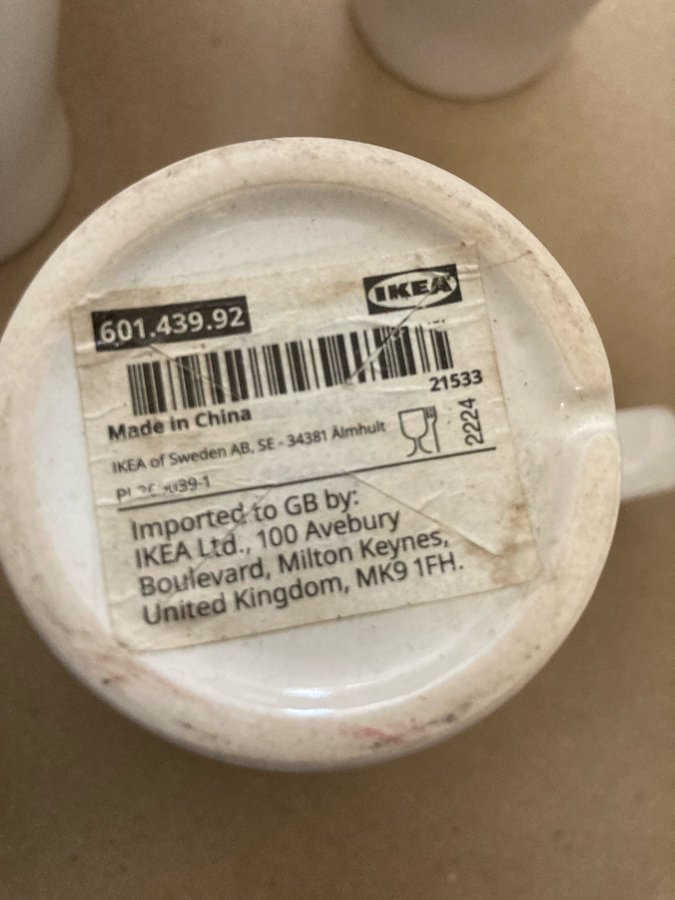 601.439.92
IKEA
21533
Made in China
2224
IKEA of Sweden AB, SE - 34381 Älmhult
Imported to GB by:
IKEA Ltd., 100 Avebury
Boulevard, Milton Keynes,
United Kingdom, MK9 1FH.